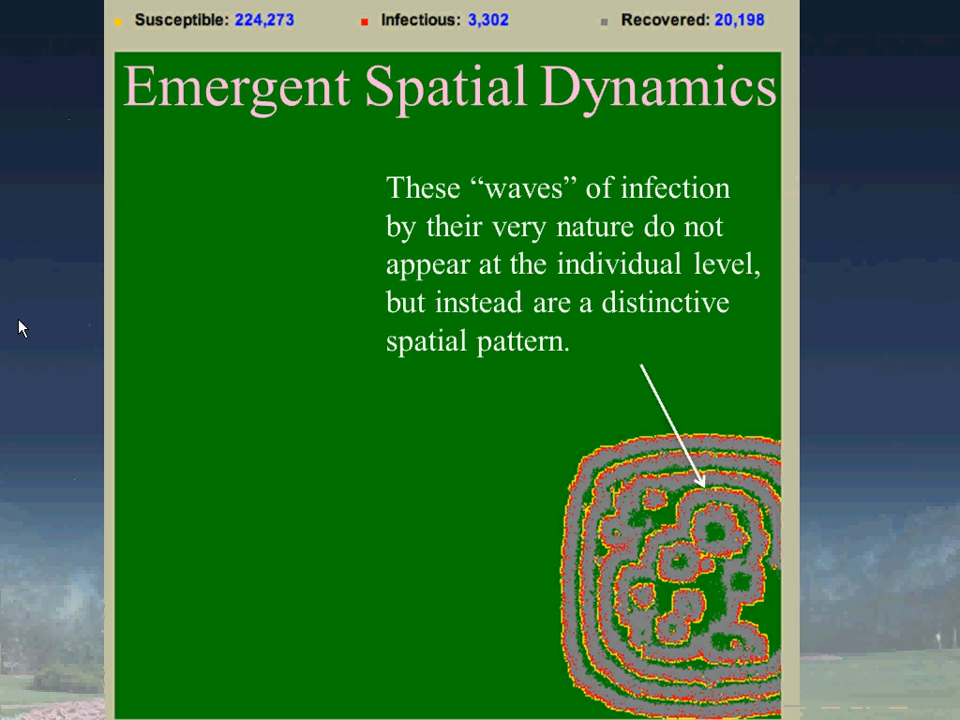 Susceptible: 224,273 Infectious: 3,302 Recovered: 20,198
Emergent Spatial Dynamics
These “waves” of infection
by their very nature do not
appear at the individual level,
but instead are a distinctive
spatial pattern.